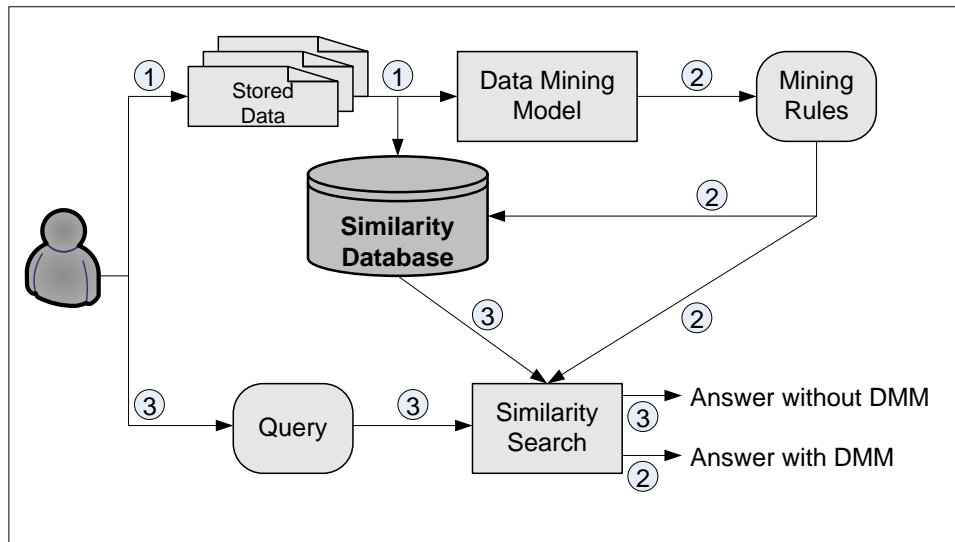 1
Stored
Data
1
Data Mining
Model
2
Mining
Rules
Similarity
Database
2
3
2
3
Query
3
Similarity
Search
3
Answer without DMM
2
Answer with DMM